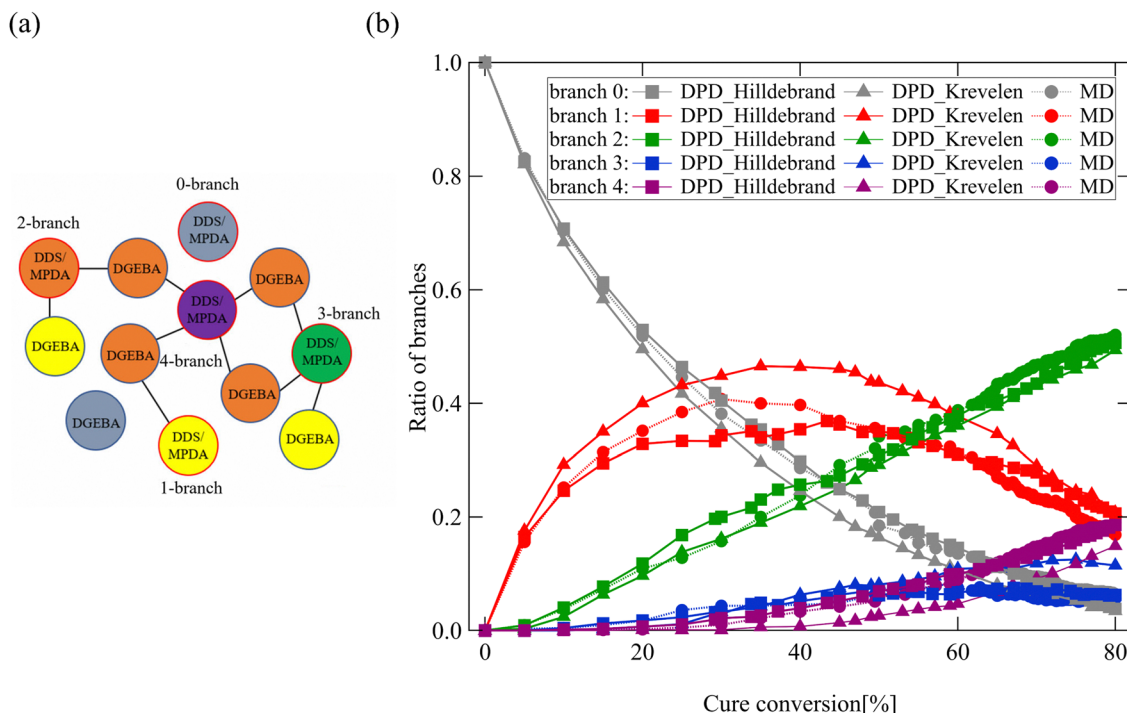 (a)
(b)
0-branch
DDS/
MPDA
2-branch
DDS/
MPDA
DGEBA
DGEBA
DDS/
MPDA
3-branch
DGEBA
DGEBA
4-branch
DDS/
MPDA
DGEBA
DGEBA
DDS/
MPDA
DGEBA
1-branch
1.0
0.8
0.6
0.4
0.2
0.0
Ratio of branches
branch 0: DPD_Hilldebrand DPD_Krevelen MD
branch 1: DPD_Hilldebrand DPD_Krevelen MD
branch 2: DPD_Hilldebrand DPD_Krevelen MD
branch 3: DPD_Hilldebrand DPD_Krevelen MD
branch 4: DPD_Hilldebrand DPD_Krevelen MD
0 20 40 60 80
Cure conversion[%]